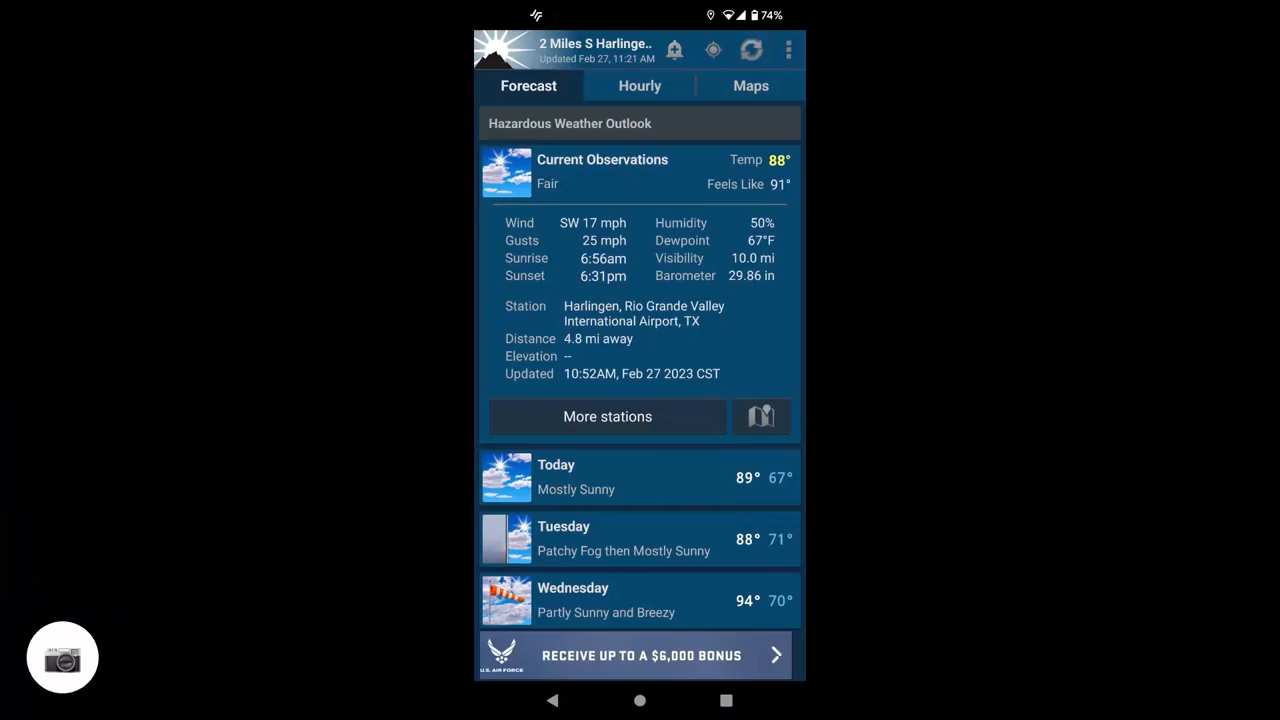 74%
2 Miles S Harlinge..
Updated Feb 27, 11:21 AM
Forecast Hourly Maps
Hazardous Weather Outlook
Current Observations Temp 88°
Fair Feels Like 91°
Wind SW 17 mph Humidity 50%
Gusts 25 mph Dewpoint 67°F
Sunrise 6:56am Visibility 10.0 mi
Sunset 6:31pm Barometer 29.86 in
Station Harlingen, Rio Grande Valley
International Airport, TX
Distance 4.8 mi away
Elevation --
Updated 10:52AM, Feb 27 2023 CST
More stations
Today 89° 67°
Mostly Sunny
Tuesday 88° 71°
Patchy Fog then Mostly Sunny
Wednesday 94° 70°
Partly Sunny and Breezy
U.S. AIR FORCE RECEIVE UP TO A $6,000 BONUS